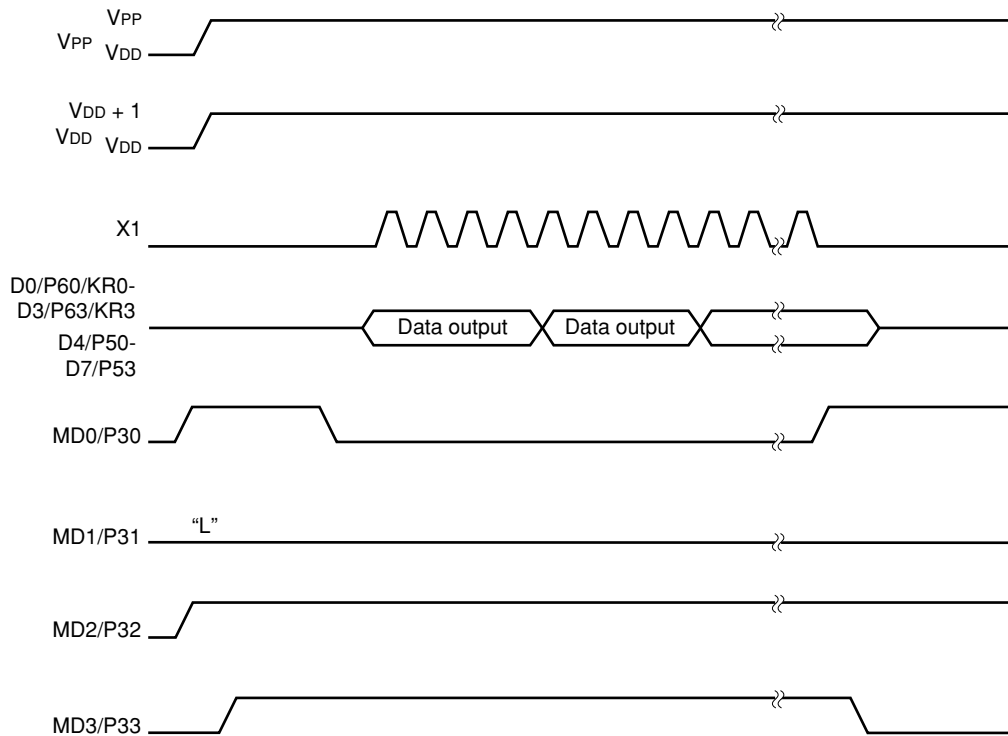 VPP
VPP VDD
VDD + 1
VDD VDD
X1
D0/P60/KR0-
D3/P63/KR3
D4/P50-
D7/P53
Data output Data output
MD0/P30
MD1/P31 “L”
MD2/P32
MD3/P33